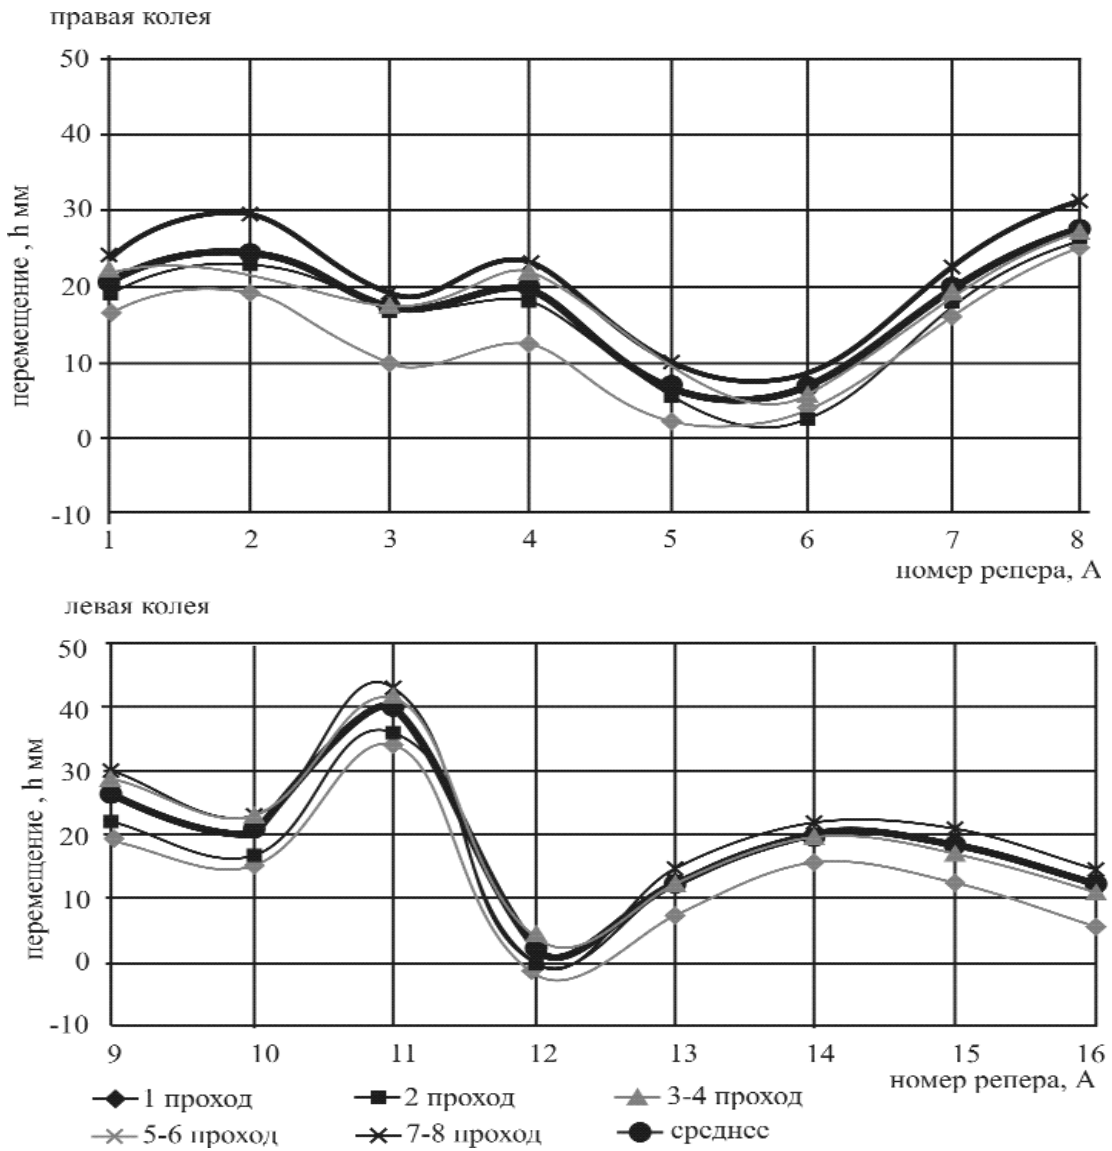 правая колея
50
40
30
20
10
0
-10
перемещение , h мм
1 2 3 4 5 6 7 8
номер репера, А
левая колея
50
40
30
20
10
0
-10
перемещение , h мм
9 10 11 12 13 14 15 16
номер репера, А
1 проход 2 проход 3-4 проход
5-6 проход 7-8 проход среднее